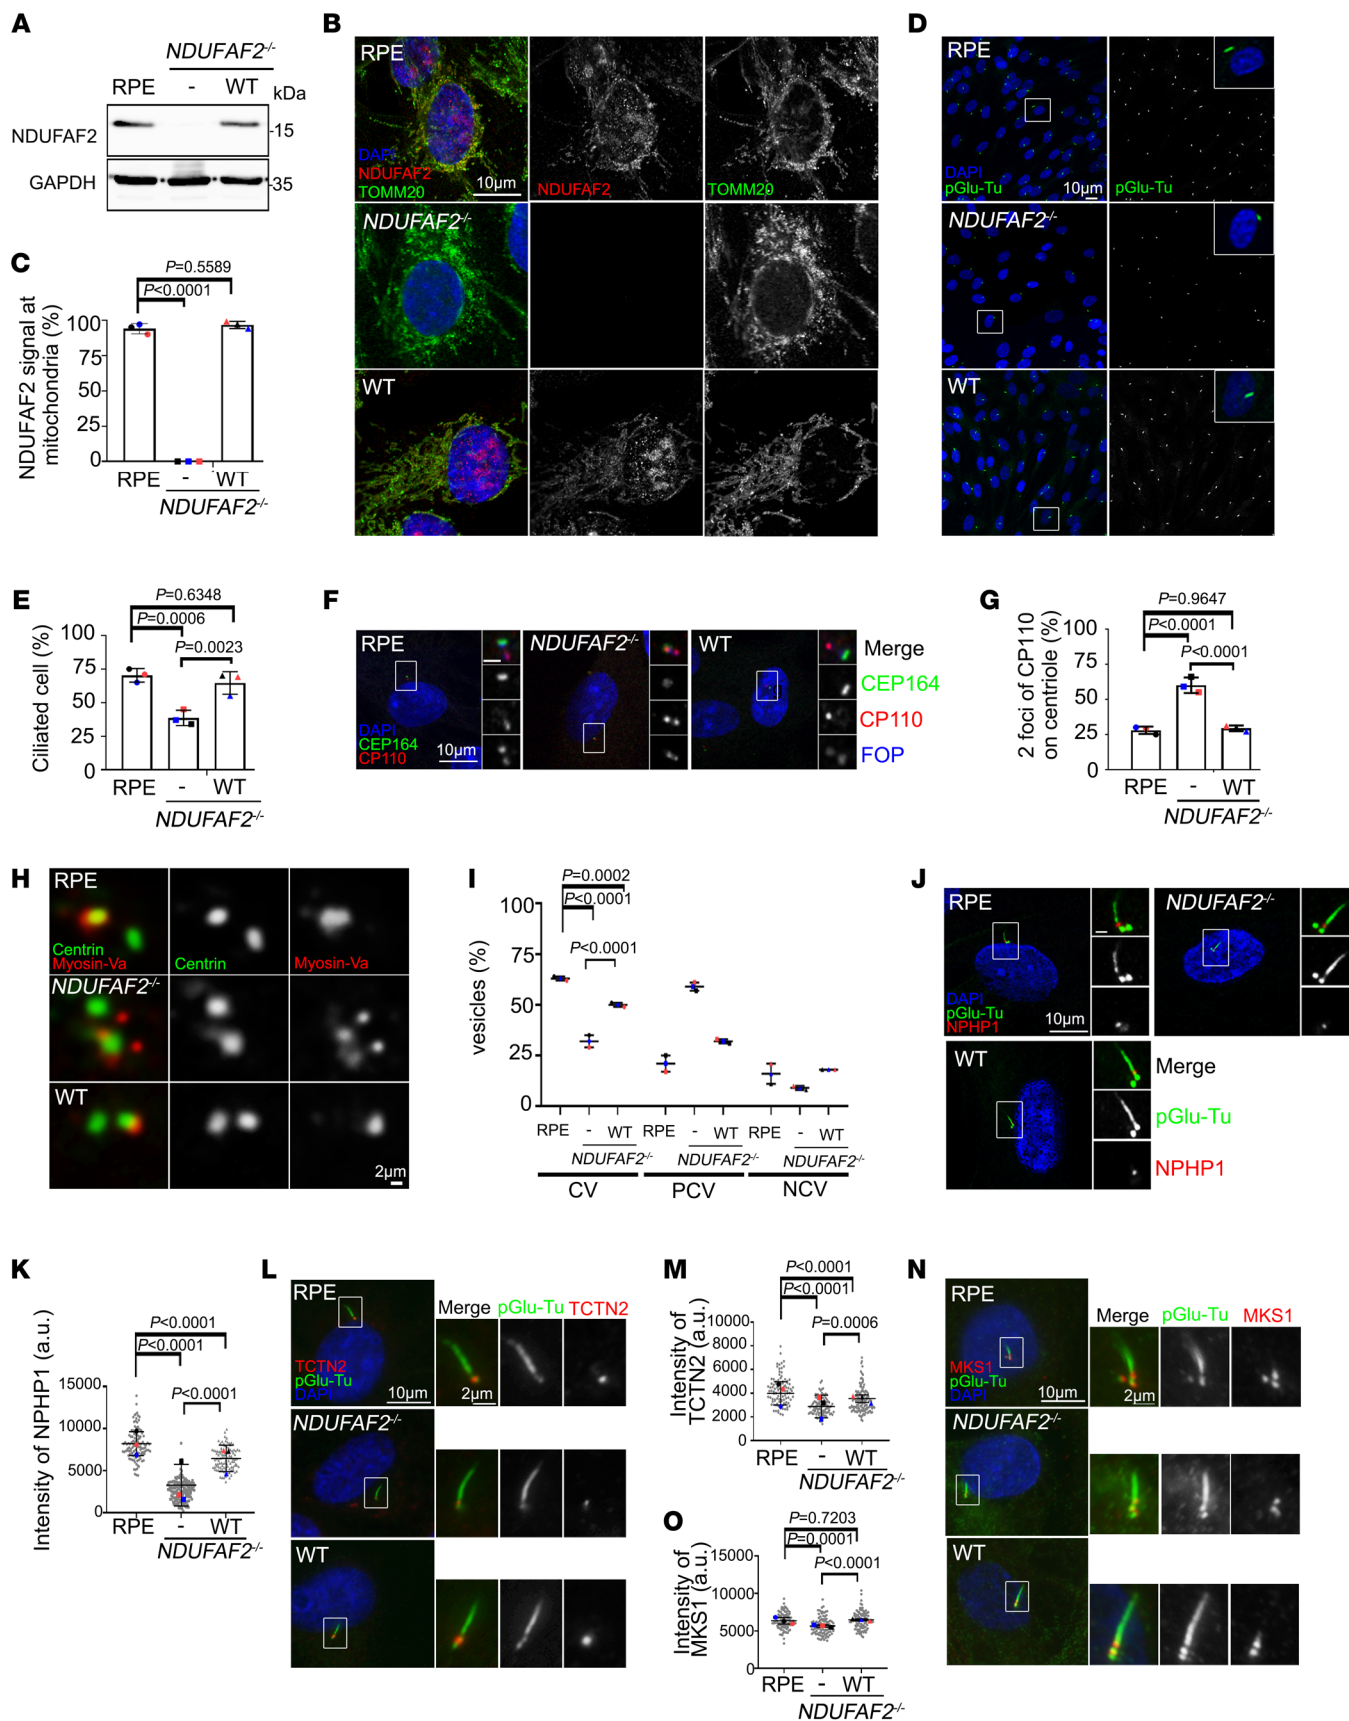 A
NDUFAF2-/-
RPE - WT kDa
NDUFAF2
-15
GAPDH
-35
B
RPE
DAPI
NDUFAF2
TOMM20
10μm
NDUFAF2
TOMM20
NDUFAF2-/-
WT
C
P=0.5589
P<0.0001
NDUFAF2 signal at
mitochondria (%)
100
75
50
25
0
RPE - WT
NDUFAF2-/-
D
RPE
DAPI
pGlu-Tu
10μm
pGlu-Tu
NDUFAF2-/-
WT
E
P=0.6348
P=0.0006
P=0.0023
Ciliated cell (%)
100
75
50
25
0
RPE - WT
NDUFAF2-/-
F
RPE
DAPI
CEP164
CP110
10μm
NDUFAF2-/-
WT
Merge
CEP164
CP110
FOP
G
P=0.9647
P<0.0001
P<0.0001
2 foci of CP110
on centriole (%)
100
75
50
25
0
RPE - WT
NDUFAF2-/-
H
RPE
Centrin
Myosin-Va
Centrin
Myosin-Va
NDUFAF2-/-
WT
2μm
I
P=0.0002
P<0.0001
P<0.0001
vesicles (%)
100
75
50
25
0
RPE - WT RPE - WT RPE - WT
NDUFAF2-/- NDUFAF2-/- NDUFAF2-/-
CV PCV NCV
J
RPE
DAPI
pGlu-Tu
NPHP1
10μm
NDUFAF2-/-
WT
Merge
pGlu-Tu
NPHP1
K
P<0.0001
P<0.0001
P<0.0001
Intensity of NPHP1 (a.u.)
15000
10000
5000
0
RPE - WT
NDUFAF2-/-
L
RPE
TCTN2
pGlu-Tu
DAPI
10μm
Merge pGlu-Tu TCTN2
2μm
NDUFAF2-/-
WT
M
P<0.0001
P<0.0001
P=0.0006
Intensity of
TCTN2 (a.u.)
10000
8000
6000
4000
2000
0
RPE - WT
NDUFAF2-/-
N
RPE
MKS1
pGlu-Tu
DAPI
10μm
Merge pGlu-Tu MKS1
2μm
NDUFAF2-/-
WT
O
P=0.7203
P=0.0001
P<0.0001
Intensity of
MKS1 (a.u.)
15000
10000
5000
0
RPE - WT
NDUFAF2-/-